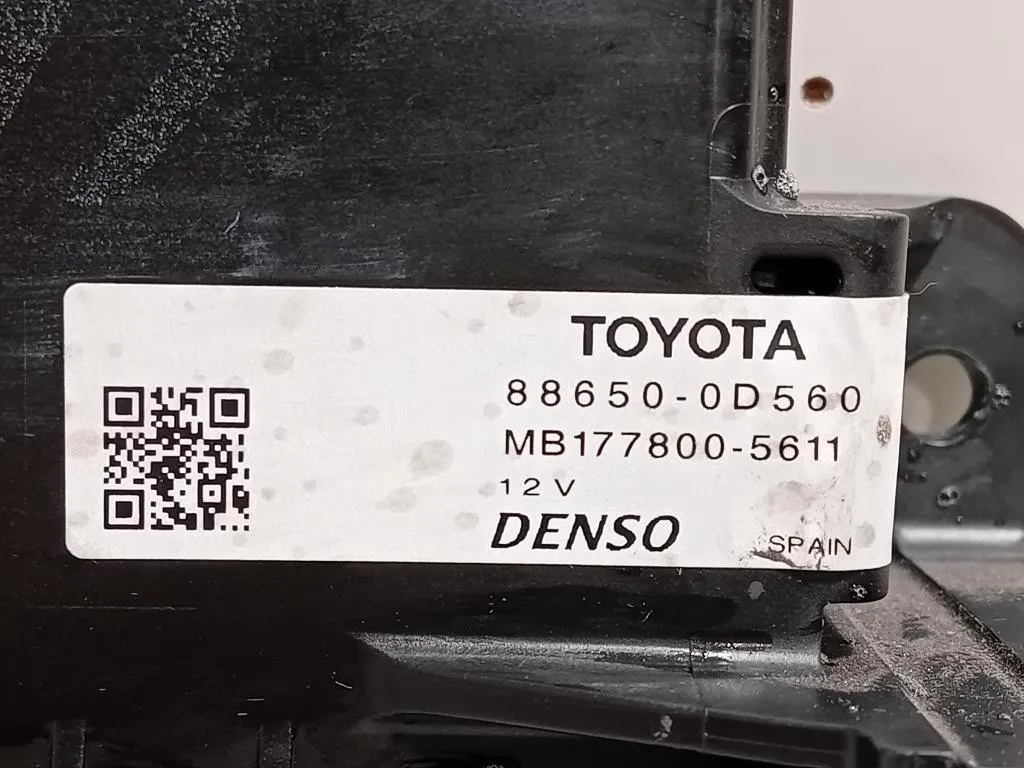 TOYOTA
88650-0D560
MB177800-5611
12V
DENSO
SPAIN